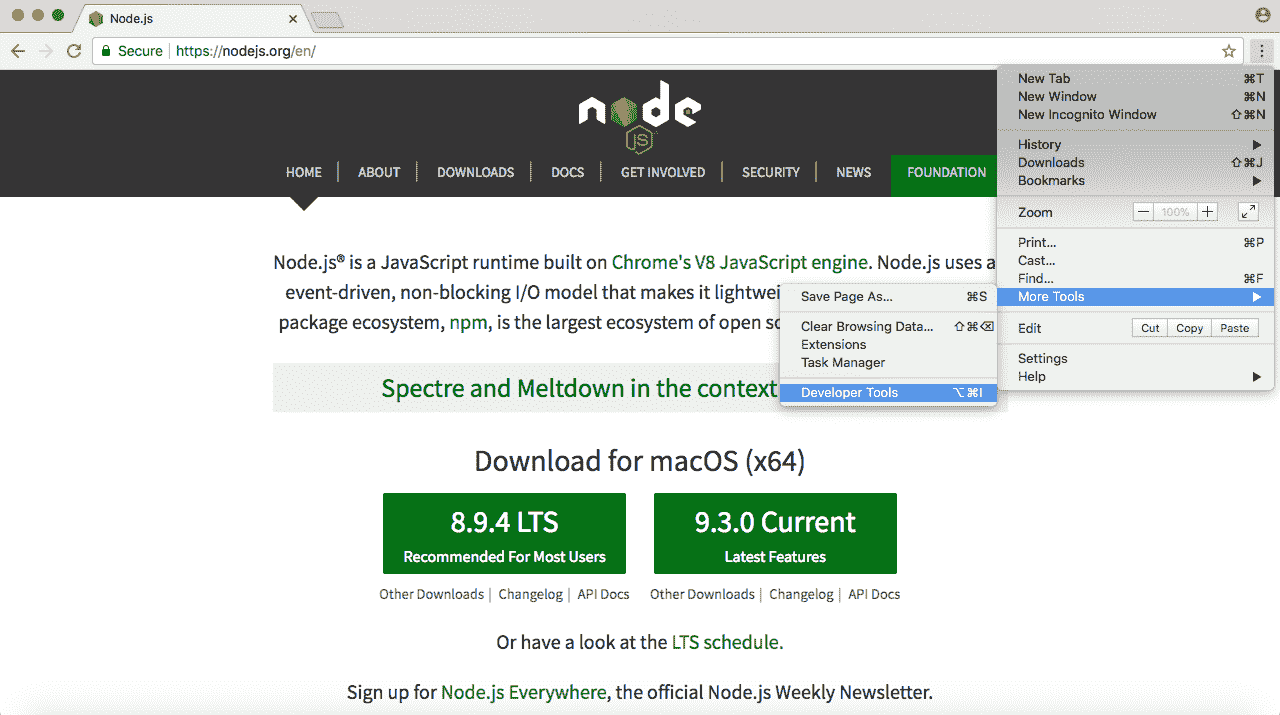 Node.js
Secure https://nodejs.org/en/
node
JS
HOME ABOUT DOWNLOADS DOCS GET INVOLVED SECURITY NEWS FOUNDATION
Node.js® is a JavaScript runtime built on Chrome's V8 JavaScript engine. Node.js uses a
event-driven, non-blocking I/O model that makes it
package ecosystem, npm, is the largest ecosystem of open
Spectre and Meltdown in the context
Download for macOS (x64)
8.9.4 LTS
Recommended For Most Users
9.3.0 Current
Latest Features
Other Downloads | Changelog | API Docs
Other Downloads | Changelog | API Docs
Or have a look at the LTS schedule.
Sign up for Node.js Everywhere, the official Node.js Weekly Newsletter.
New Tab ⌘T
New Window ⌘N
New Incognito Window ⇧⌘N
History
Downloads ⇧⌘J
Bookmarks
Zoom — 100% +
Print... ⌘P
Cast...
Find... ⌘F
More Tools
Edit Cut Copy Paste
Settings
Help
Save Page As... ⌘S
Clear Browsing Data... ⇧⌘⌫
Extensions
Task Manager
Developer Tools ⌥⌘I